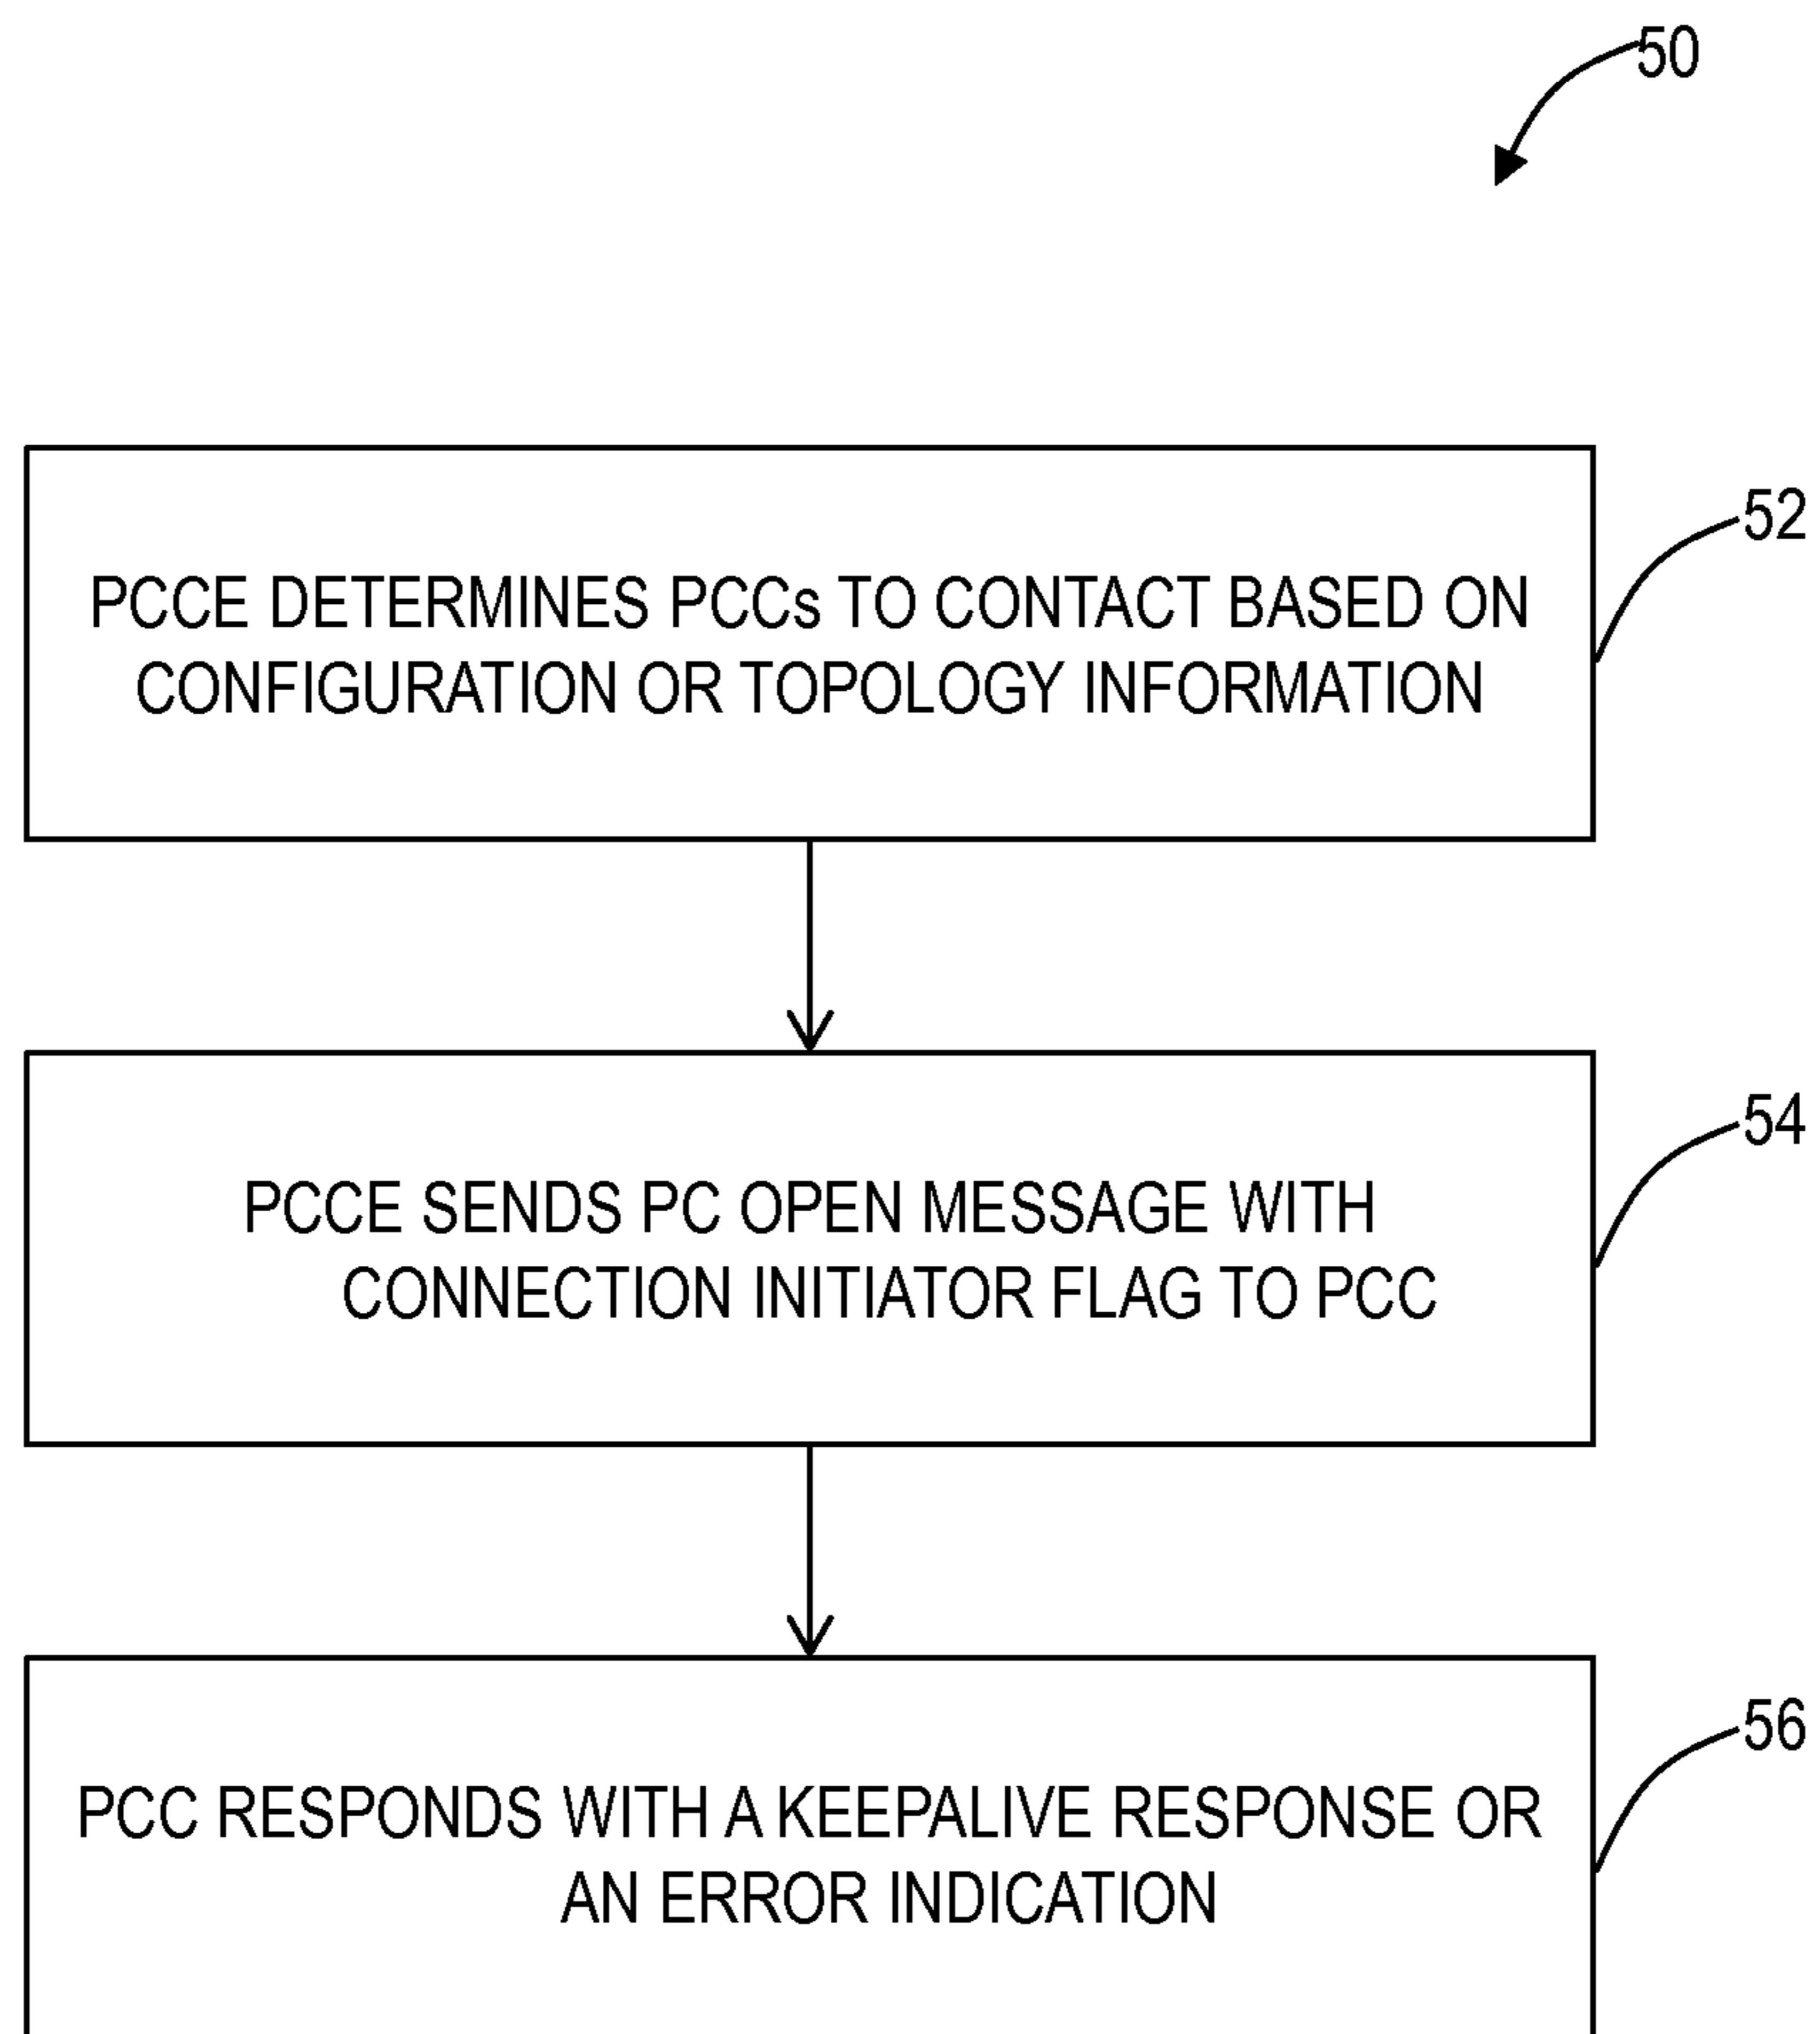 50
PCCE DETERMINES PCCs TO CONTACT BASED ON
CONFIGURATION OR TOPOLOGY INFORMATION
52
PCCE SENDS PC OPEN MESSAGE WITH
CONNECTION INITIATOR FLAG TO PCC
54
PCC RESPONDS WITH A KEEPALIVE RESPONSE OR
AN ERROR INDICATION
56